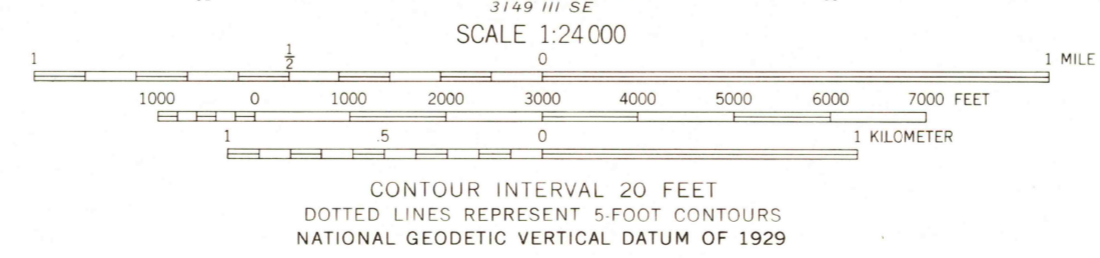 3149 III SE
SCALE 1:24 000
1 1/2 0 1 MILE
1000 0 1000 2000 3000 4000 5000 6000 7000 FEET
1 .5 0 1 KILOMETER
CONTOUR INTERVAL 20 FEET
DOTTED LINES REPRESENT 5-FOOT CONTOURS
NATIONAL GEODETIC VERTICAL DATUM OF 1929